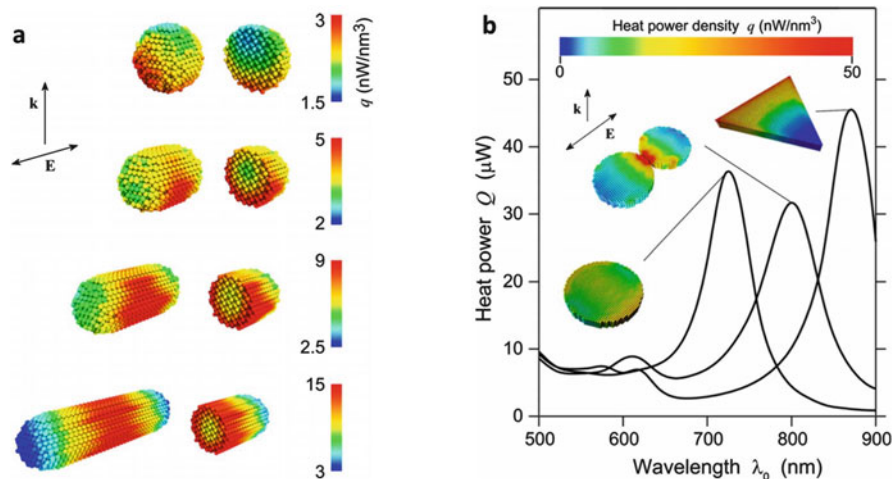 a
k
E
3
q (nW/nm³)
1.5
5
2
9
2.5
15
3
b
Heat power density q (nW/nm³)
0
50
k
E
Heat power Q (µW)
50
40
30
20
10
0
500
600
700
800
900
Wavelength λ₀ (nm)